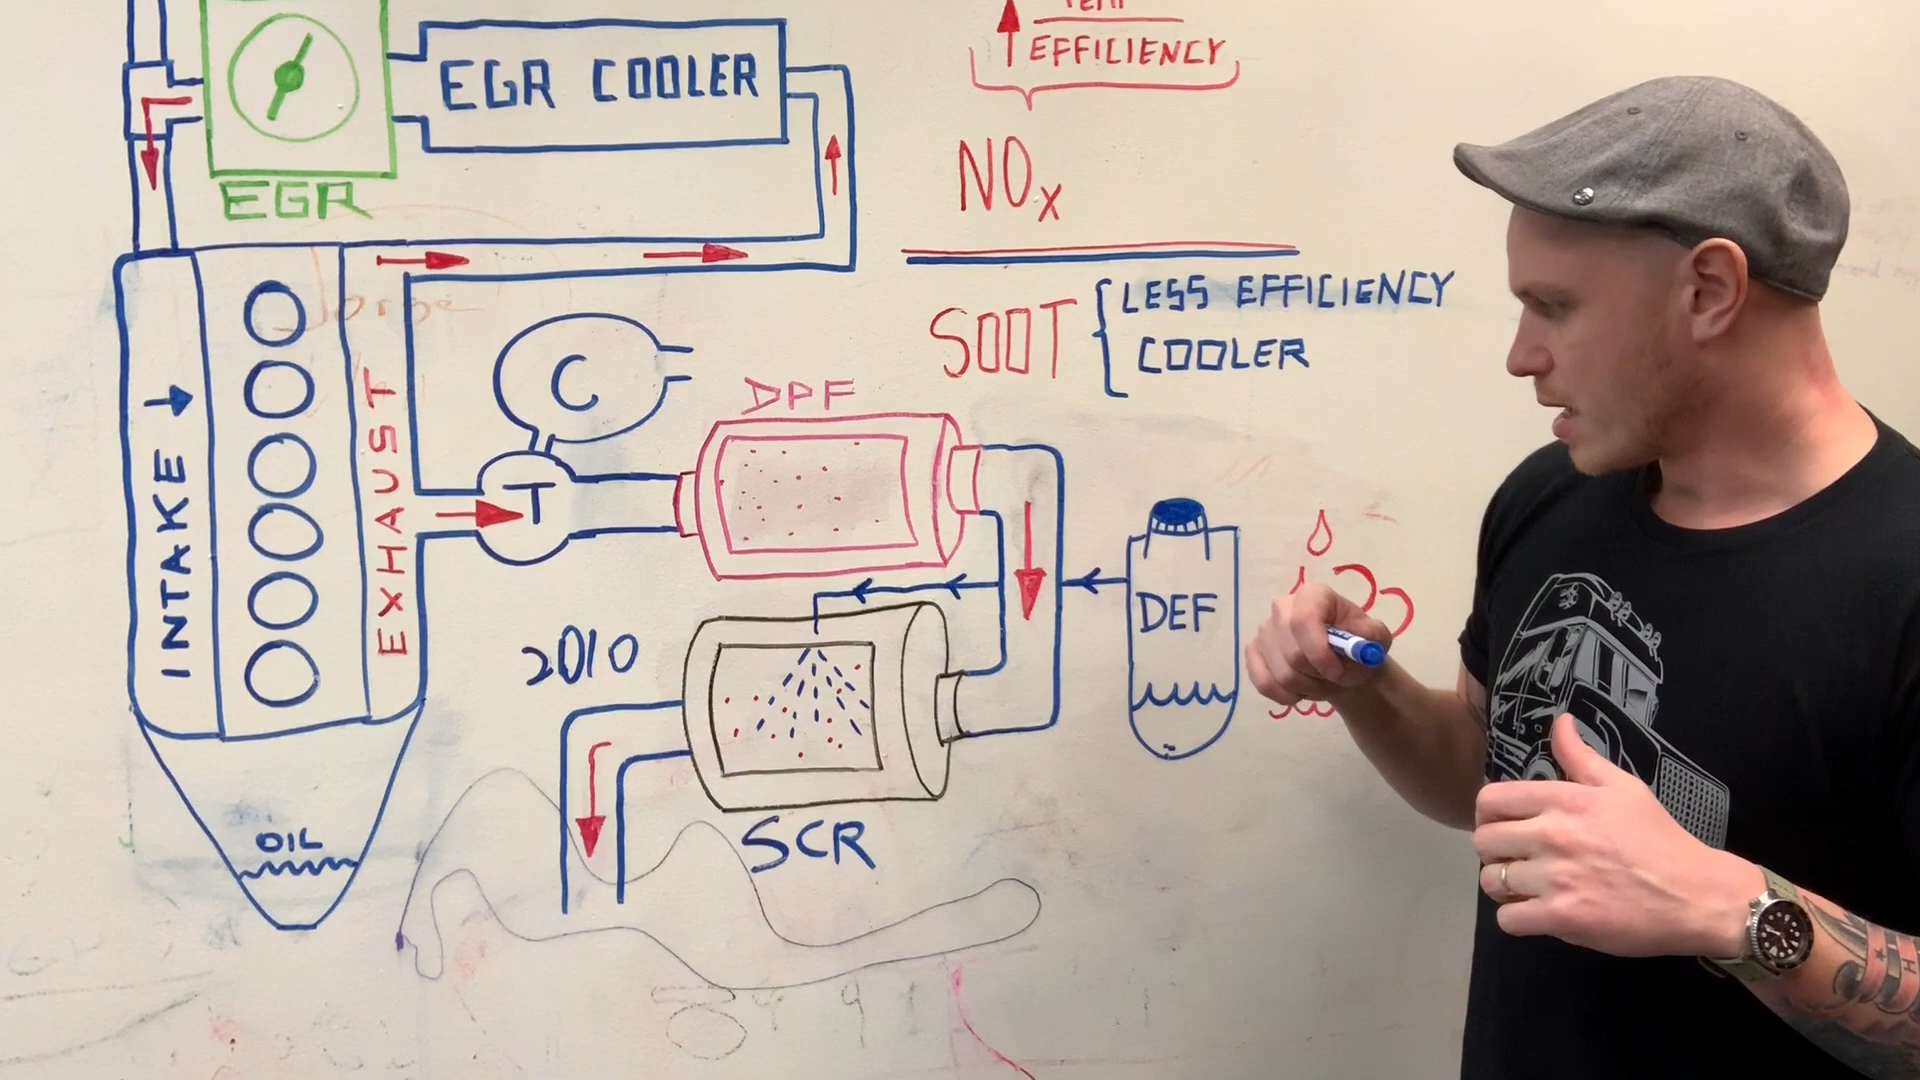 EFFICIENCY
EGR COOLER
EGR
NOx
SOOT
LESS EFFICIENCY
COOLER
C
DPF
INTAKE
EXHAUST
T
DEF
2010
SCR
OIL